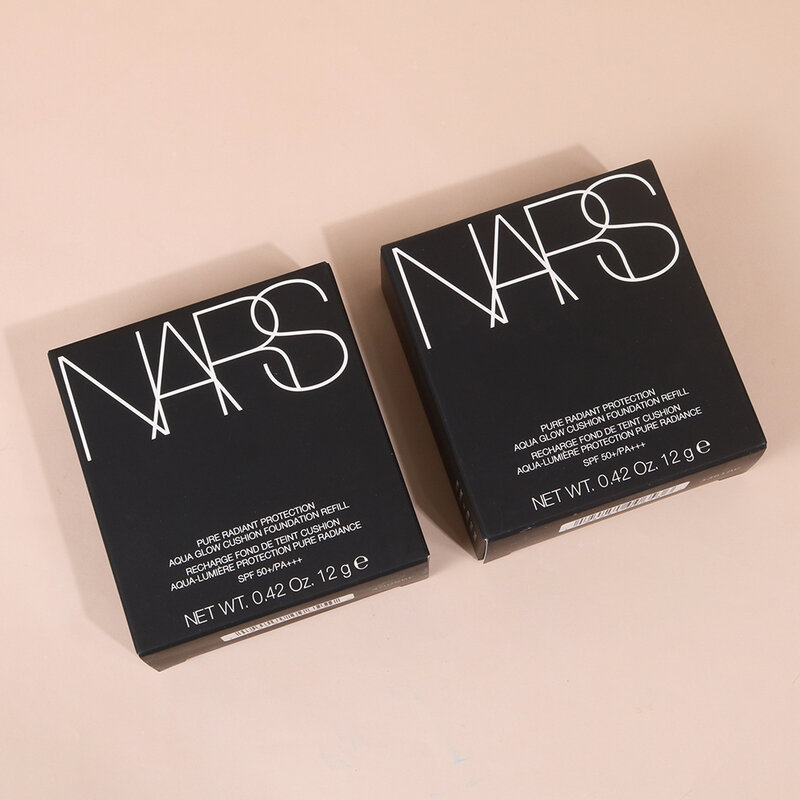 NARS
PURE RADIANT PROTECTION
AQUA GLOW CUSHION FOUNDATION REFILL
RECHARGE FOND DE TEINT CUSHION
AQUA-LUMIÈRE PROTECTION PURE RADIANCE
SPF 50+/PA+++
NET WT. 0.42 Oz. 12 g ℮
NARS
PURE RADIANT PROTECTION
AQUA GLOW CUSHION FOUNDATION REFILL
RECHARGE FOND DE TEINT CUSHION
AQUA-LUMIÈRE PROTECTION PURE RADIANCE
SPF 50+/PA+++
NET WT. 0.42 Oz. 12 g ℮